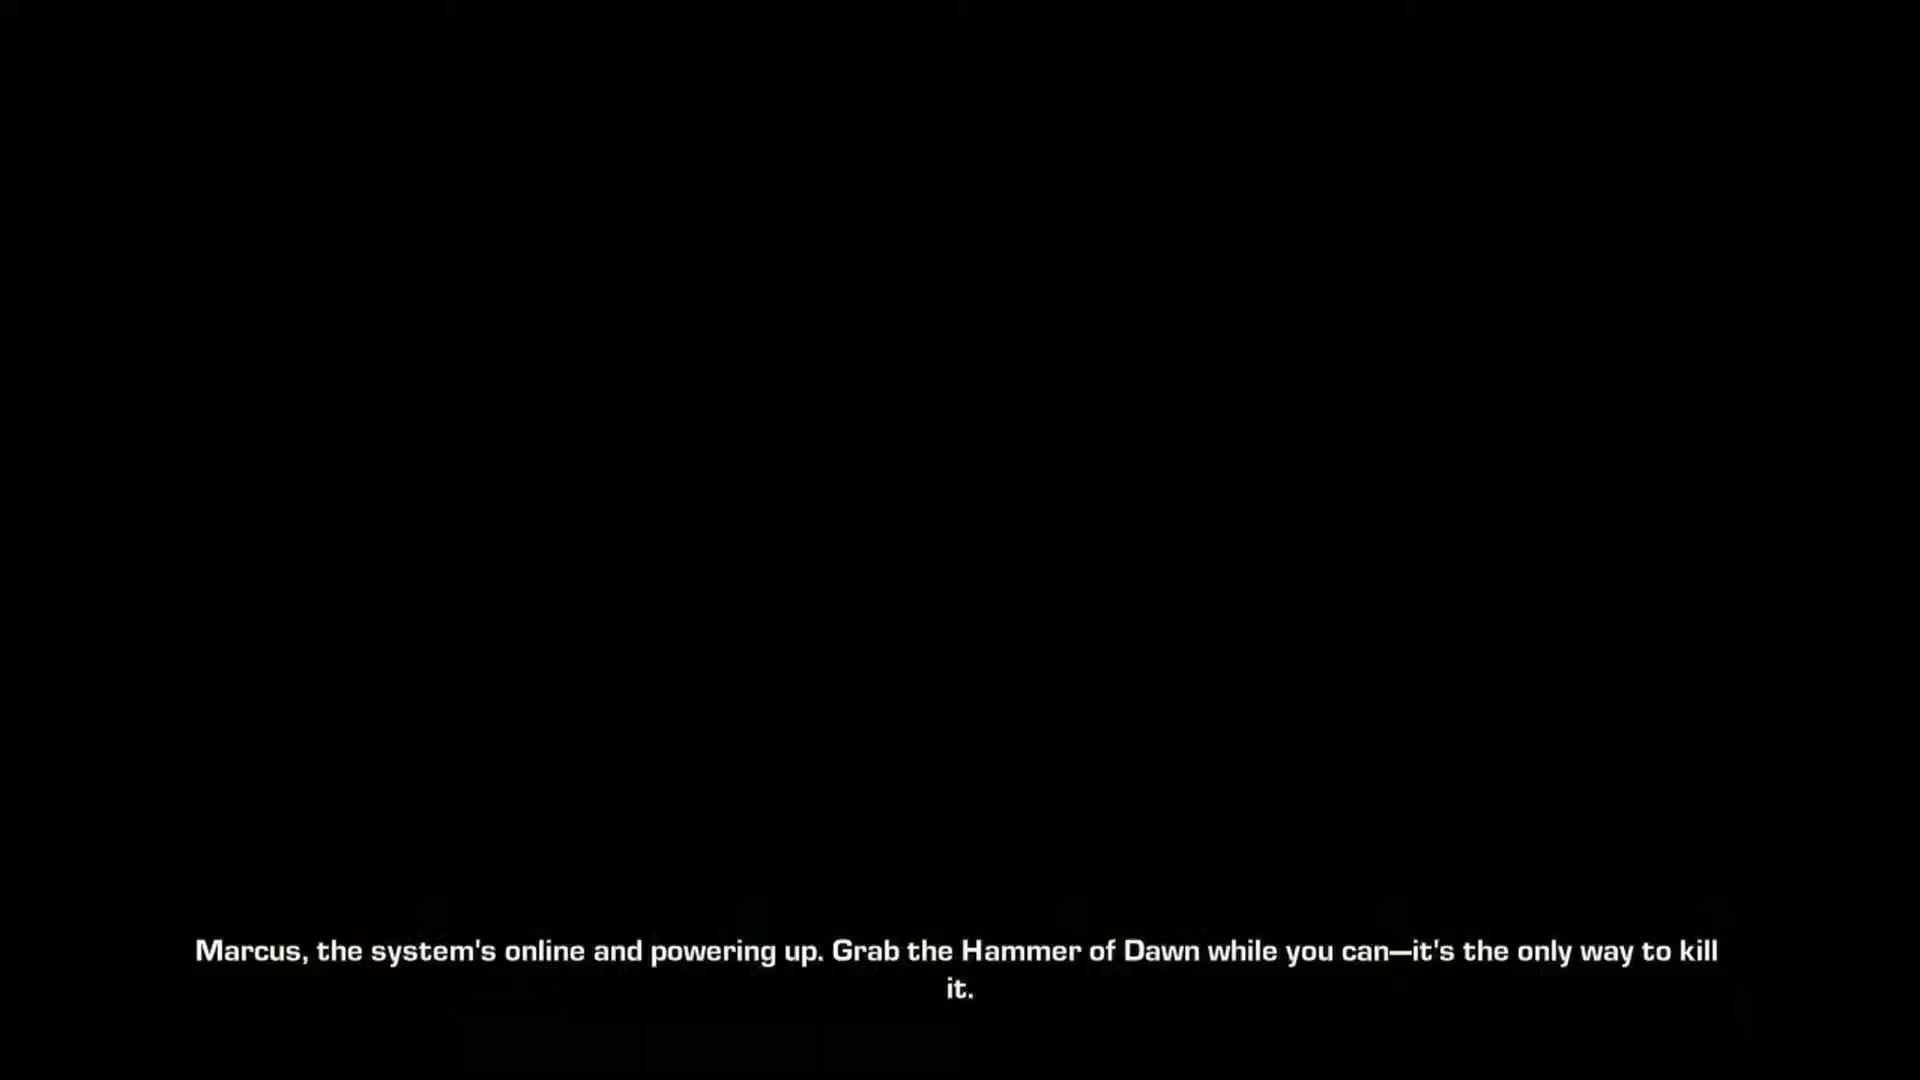 Marcus, the system's online and powering up. Grab the Hammer of Dawn while you can—it's the only way to kill
it.